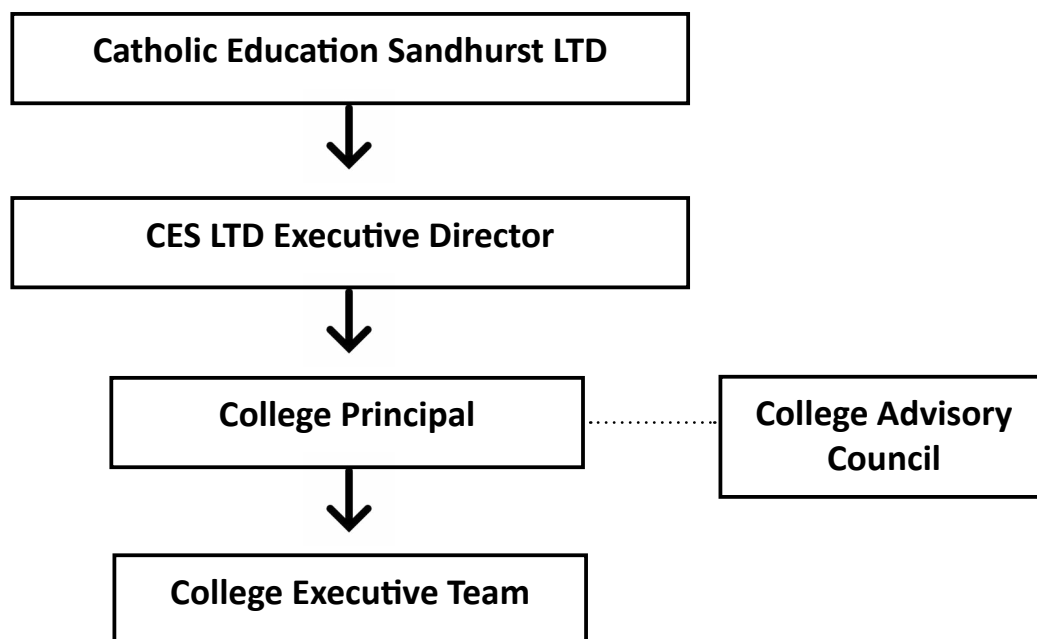 Catholic Education Sandhurst LTD
CES LTD Executive Director
College Principal
College Advisory
Council
College Executive Team